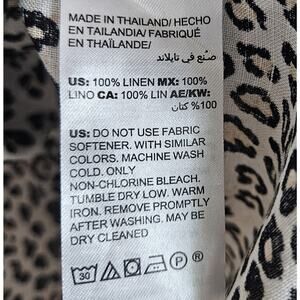 MADE IN THAILAND/ HECHO
EN TAILANDIA/ FABRIQUÉ
EN THAÏLANDE/
صُنع في تايلاند
US: 100% LINEN MX: 100%
LINO CA: 100% LIN AE/KW:
100% كتان
US: DO NOT USE FABRIC
SOFTENER. WITH SIMILAR
COLORS. MACHINE WASH
COLD. ONLY
NON-CHLORINE BLEACH.
TUMBLE DRY LOW. WARM
IRON. REMOVE PROMPTLY
AFTER WASHING. MAY BE
DRY CLEANED
30 P